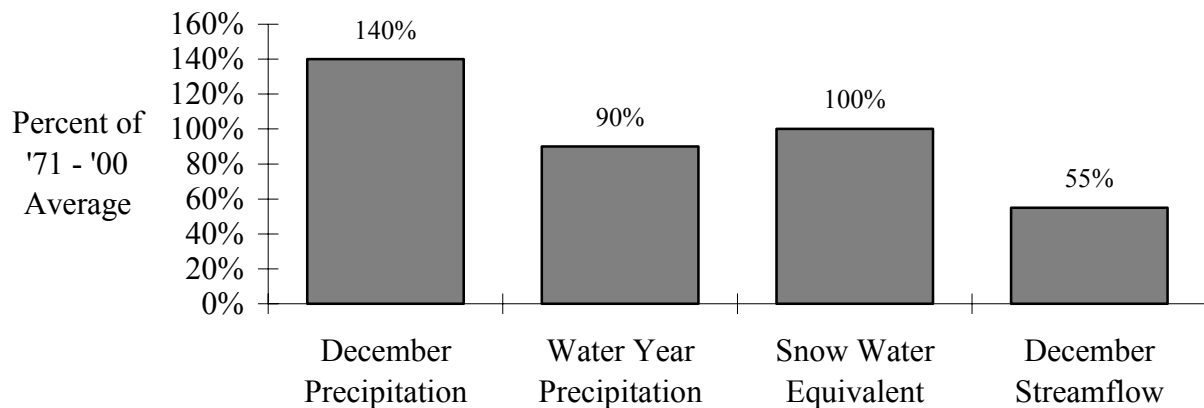 160%
140%
120%
100%
80%
60%
40%
20%
0%
Percent of
'71 - '00
Average
140%
90%
100%
55%
December
Precipitation
Water Year
Precipitation
Snow Water
Equivalent
December
Streamflow